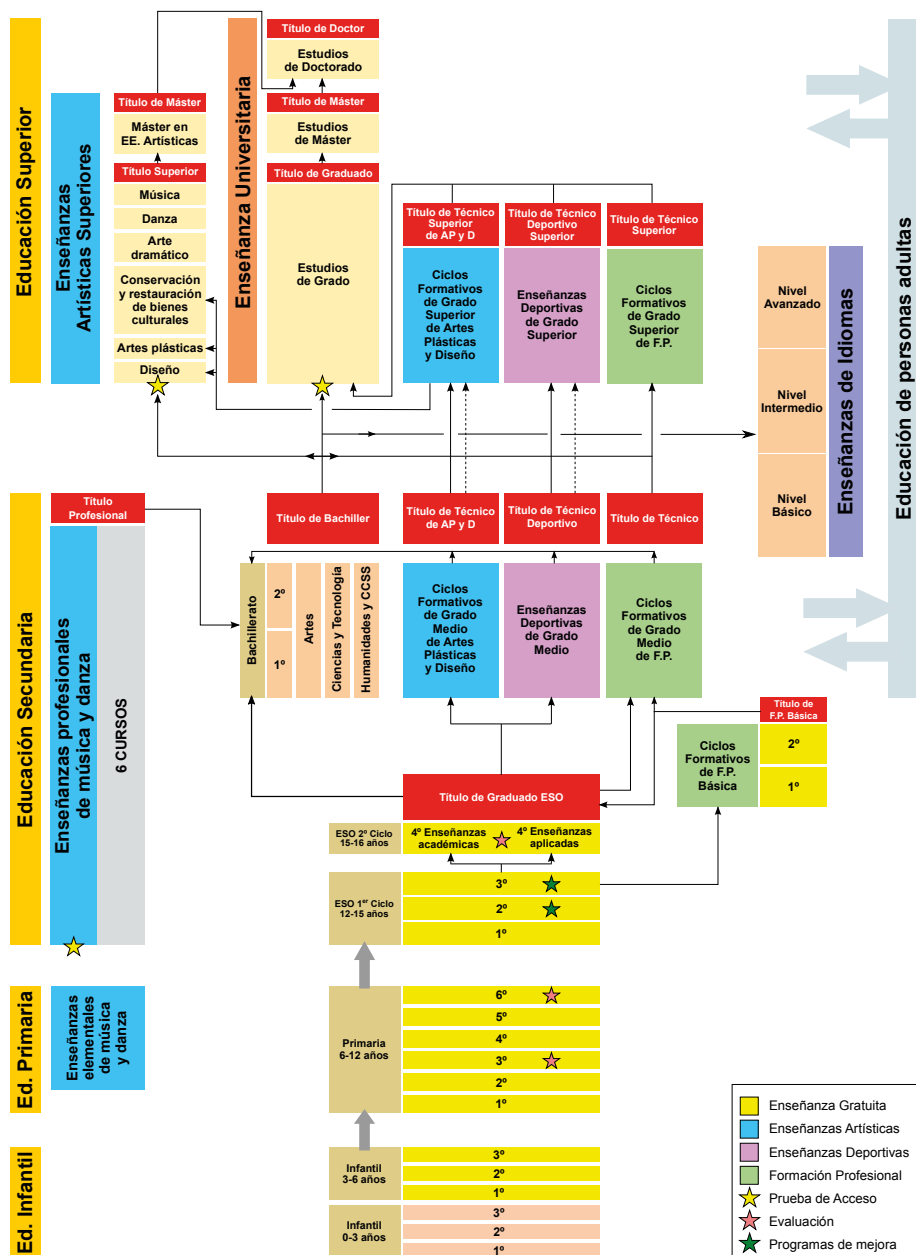 Educación Superior
Enseñanzas
Artísticas Superiores
Título de Máster
Máster en
EE. Artísticas
Título Superior
Música
Danza
Arte
dramático
Conservación
y restauración
de bienes
culturales
Artes plásticas
Diseño
Enseñanza Universitaria
Título de Doctor
Estudios
de Doctorado
Título de Máster
Estudios
de Máster
Título de Graduado
Estudios
de Grado
Título de Técnico
Superior
de AP y D
Ciclos
Formativos
de Grado
Superior
de Artes
Plásticas
y Diseño
Título de Técnico
Deportivo
Superior
Enseñanzas
Deportivas
de Grado
Superior
Título de Técnico
Superior
Ciclos
Formativos
de Grado
Superior
de F.P.
Nivel
Avanzado
Nivel
Intermedio
Nivel
Básico
Enseñanzas de Idiomas
Educación de personas adultas
Educación Secundaria
Título
Profesional
Enseñanzas profesionales
de música y danza
6 CURSOS
Título de Bachiller
Bachillerato
2º
1º
Artes
Ciencias y Tecnología
Humanidades y CCSS
Título de Técnico
de AP y D
Ciclos
Formativos
de Grado
Medio
de Artes
Plásticas
y Diseño
Título de Técnico
Deportivo
Enseñanzas
Deportivas
de Grado
Medio
Título de Técnico
Ciclos
Formativos
de Grado
Medio
de F.P.
Título de
F.P. Básica
Ciclos
Formativos
de F.P.
Básica
2º
1º
Título de Graduado ESO
ESO 2º Ciclo
15-16 años
4º Enseñanzas
académicas
4º Enseñanzas
aplicadas
ESO 1er Ciclo
12-15 años
3º
2º
1º
Ed. Primaria
Enseñanzas
elementales
de música
y danza
Primaria
6-12 años
6º
5º
4º
3º
2º
1º
Ed. Infantil
Infantil
3-6 años
3º
2º
1º
Infantil
0-3 años
3º
2º
1º
Enseñanza Gratuita
Enseñanzas Artísticas
Enseñanzas Deportivas
Formación Profesional
Prueba de Acceso
Evaluación
Programas de mejora